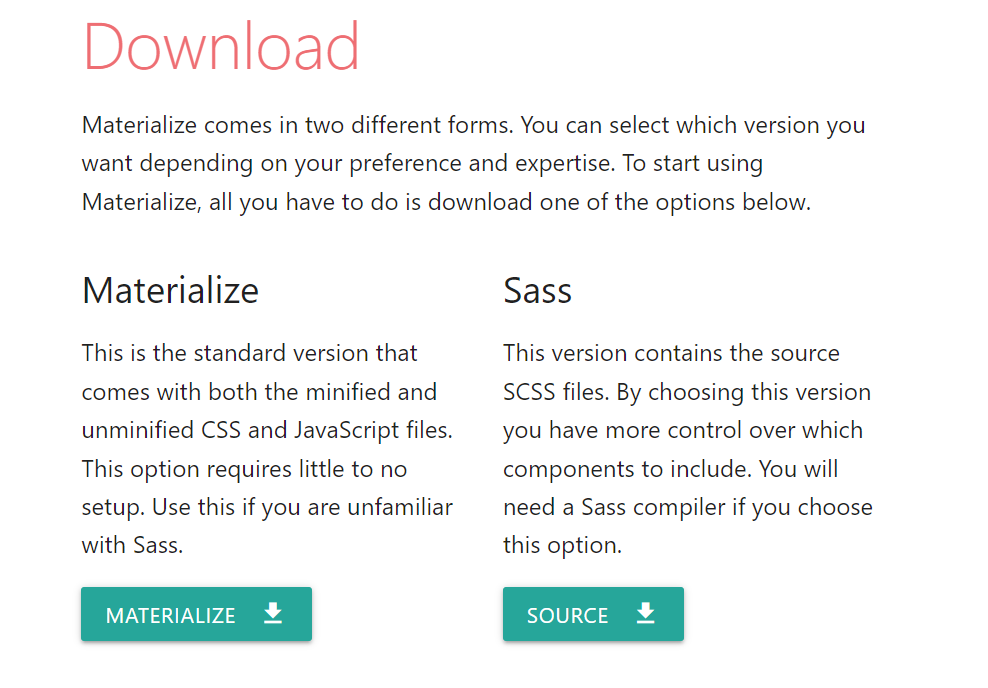 Download
Materialize comes in two different forms. You can select which version you
want depending on your preference and expertise. To start using
Materialize, all you have to do is download one of the options below.
Materialize
This is the standard version that
comes with both the minified and
unminified CSS and JavaScript files.
This option requires little to no
setup. Use this if you are unfamiliar
with Sass.
MATERIALIZE
Sass
This version contains the source
SCSS files. By choosing this version
you have more control over which
components to include. You will
need a Sass compiler if you choose
this option.
SOURCE